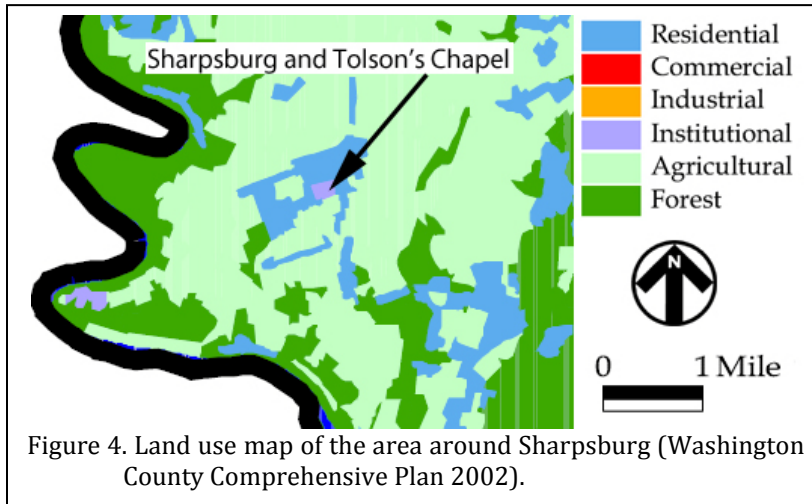 Sharpsburg and Tolson's Chapel
Residential
Commercial
Industrial
Institutional
Agricultural
Forest
N
0 1 Mile
Figure 4. Land use map of the area around Sharpsburg (Washington
County Comprehensive Plan 2002).